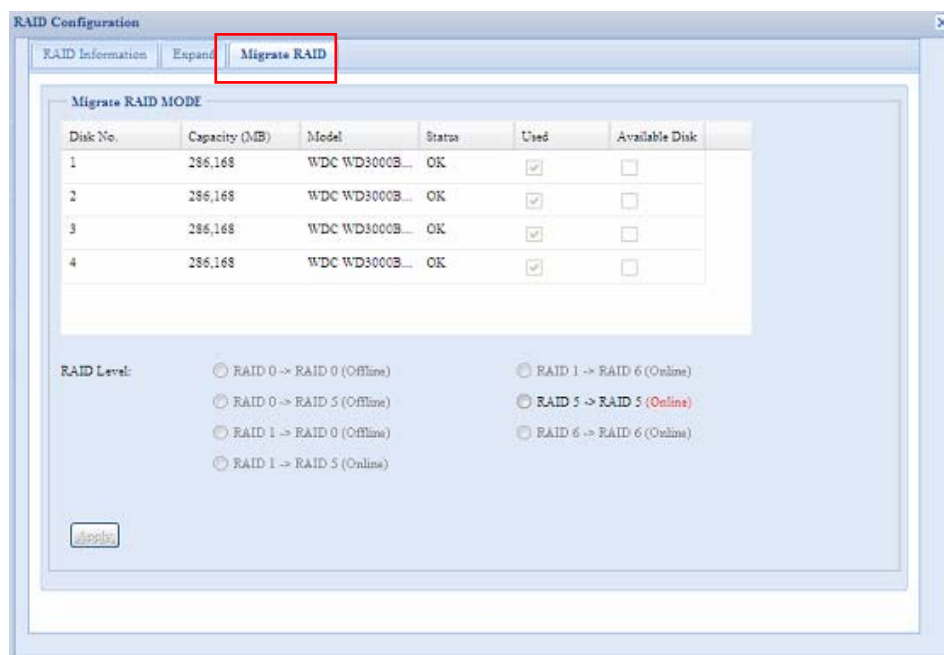 RAID Configuration
RAID Information Expand Migrate RAID
Migrate RAID MODE
Disk No. Capacity (MB) Model Status Used Available Disk
1 286,168 WDC WD3000B... OK
2 286,168 WDC WD3000B... OK
3 286,168 WDC WD3000B... OK
4 286,168 WDC WD3000B... OK
RAID Level: RAID 0 -> RAID 0 (Offline) RAID 1 -> RAID 6 (Online)
RAID 0 -> RAID 5 (Offline) RAID 5 -> RAID 5 (Online)
RAID 1 -> RAID 0 (Offline) RAID 6 -> RAID 6 (Online)
RAID 1 -> RAID 5 (Online)
Apply